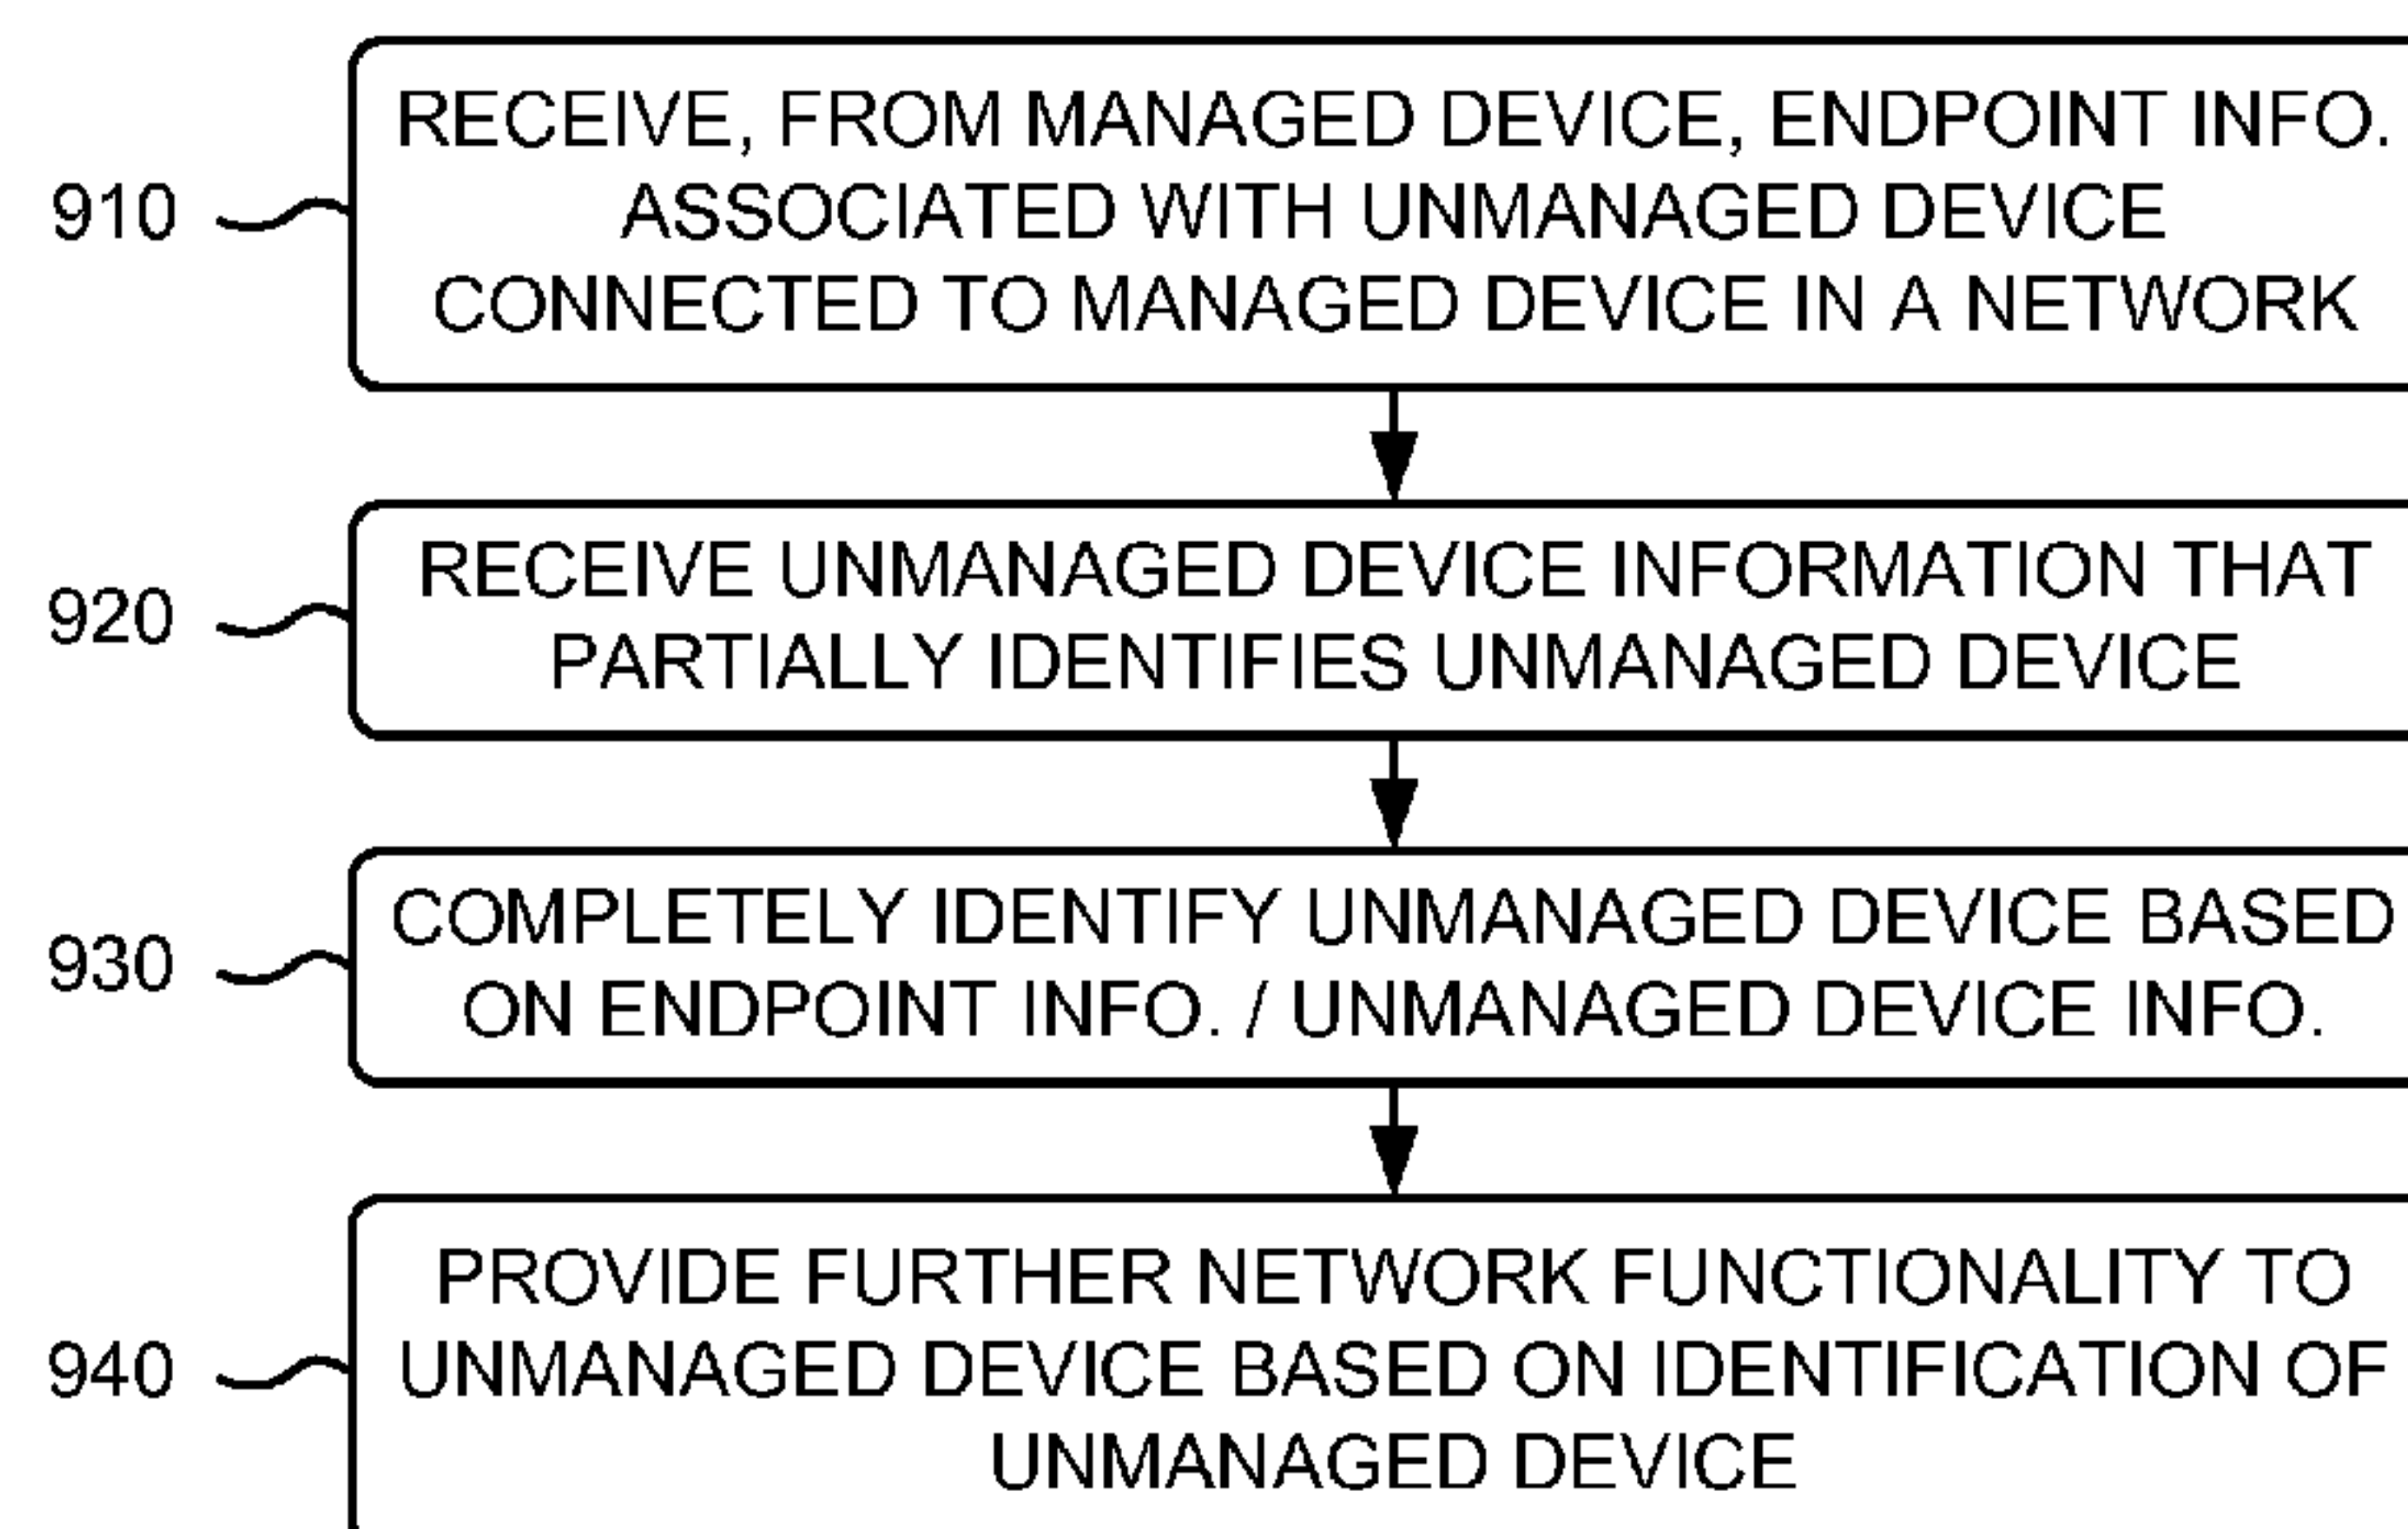 910
RECEIVE, FROM MANAGED DEVICE, ENDPOINT INFO.
ASSOCIATED WITH UNMANAGED DEVICE
CONNECTED TO MANAGED DEVICE IN A NETWORK
920
RECEIVE UNMANAGED DEVICE INFORMATION THAT
PARTIALLY IDENTIFIES UNMANAGED DEVICE
930
COMPLETELY IDENTIFY UNMANAGED DEVICE BASED
ON ENDPOINT INFO. / UNMANAGED DEVICE INFO.
940
PROVIDE FURTHER NETWORK FUNCTIONALITY TO
UNMANAGED DEVICE BASED ON IDENTIFICATION OF
UNMANAGED DEVICE